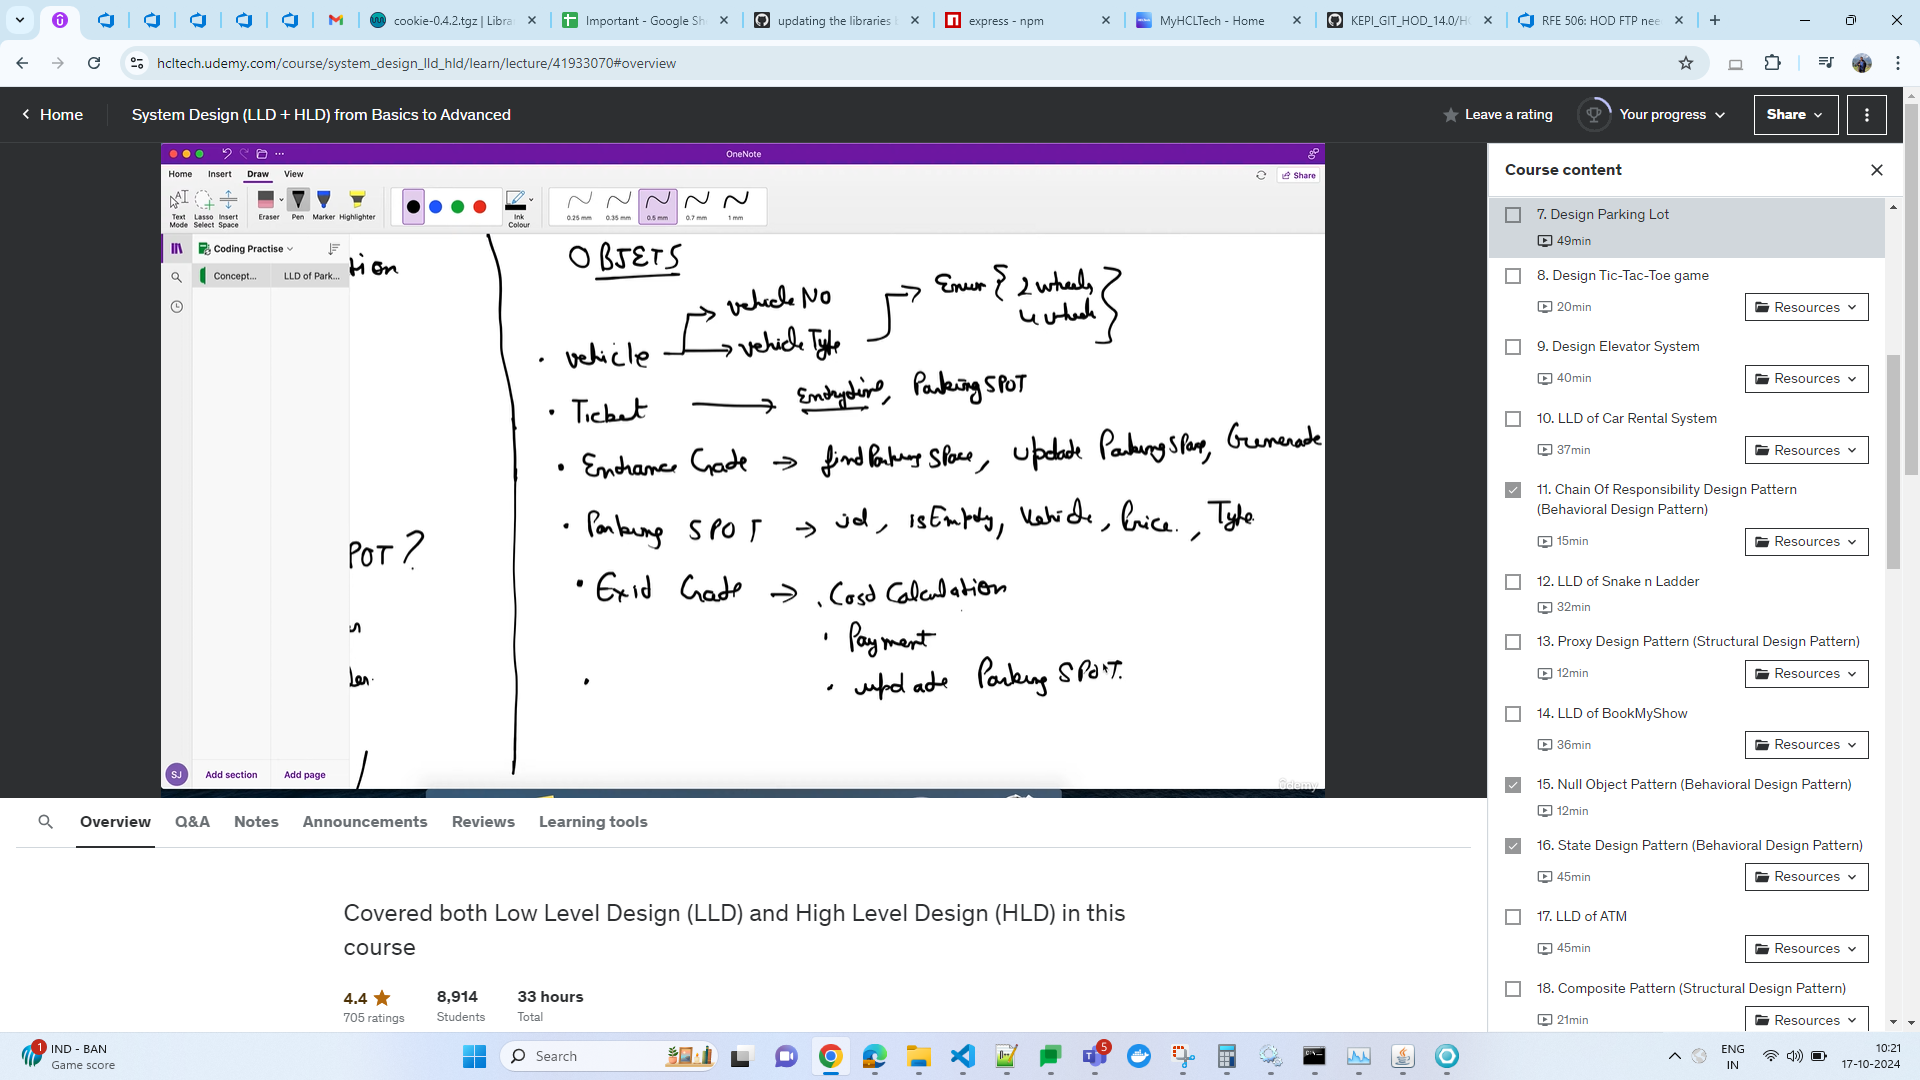 cookie-0.4.2.tgz | Libra
Important - Google Sh
updating the libraries b
express - npm
MyHCLTech - Home
KEPI_GIT_HOD_14.0/H
RFE 506: HOD FTP nee
hcltech.udemy.com/course/system_design_lld_hld/learn/lecture/41933070#overview
Home
System Design (LLD + HLD) from Basics to Advanced
Leave a rating
Your progress
Share
OneNote
Home Insert Draw View
Share
Text Mode
Lasso Select
Insert Space
Eraser
Pen
Marker
Highlighter
Ink Colour
0.25 mm
0.35 mm
0.5 mm
0.7 mm
1 mm
Coding Practise
Concept...
LLD of Park...
tion
POT?
OBJETS
• vehicle
vehicle No
vehicle Type
Enum { 2 wheels,
4 wheels }
• Ticket → Entrytime, Parking SPOT
• Entrance Gate → find Parking Space, update Parking Space, Generate
• Parking SPOT → id, isEmpty, Vehicle, Price, Type
• Exit Gate → . Cost Calculation
• Payment
• update Parking SPOT.
•
SJ
Add section
Add page
ûdemy
Course content
7. Design Parking Lot
49min
8. Design Tic-Tac-Toe game
20min
Resources
9. Design Elevator System
40min
Resources
10. LLD of Car Rental System
37min
Resources
11. Chain Of Responsibility Design Pattern
(Behavioral Design Pattern)
15min
Resources
12. LLD of Snake n Ladder
32min
13. Proxy Design Pattern (Structural Design Pattern)
12min
Resources
14. LLD of BookMyShow
36min
Resources
15. Null Object Pattern (Behavioral Design Pattern)
12min
16. State Design Pattern (Behavioral Design Pattern)
45min
Resources
17. LLD of ATM
45min
Resources
18. Composite Pattern (Structural Design Pattern)
21min
Resources
Overview
Q&A
Notes
Announcements
Reviews
Learning tools
Covered both Low Level Design (LLD) and High Level Design (HLD) in this
course
4.4
705 ratings
8,914
Students
33 hours
Total
1
IND - BAN
Game score
Search
5
ENG
IN
10:21
17-10-2024